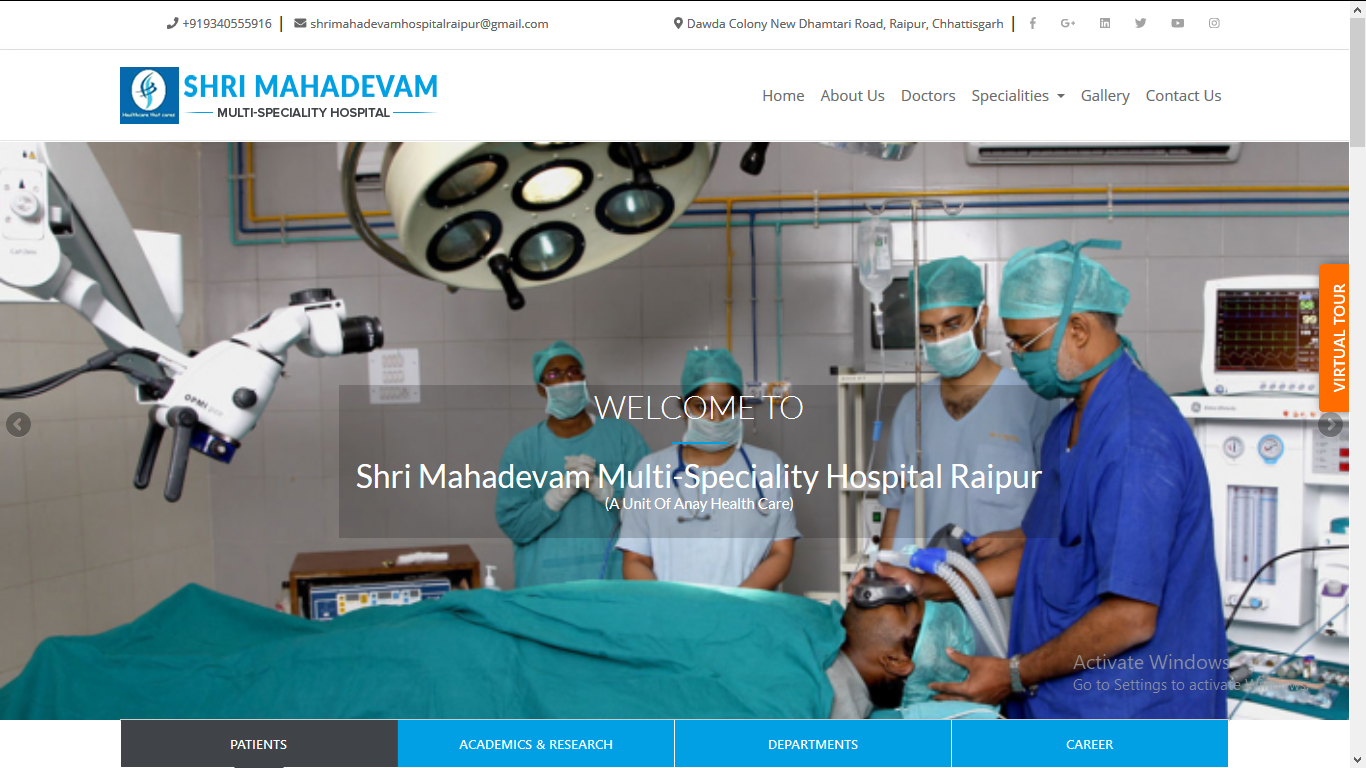 +919340555916
shrimahadevamhospitalraipur@gmail.com
Dawda Colony New Dhamtari Road, Raipur, Chhattisgarh
SHRI MAHADEVAM
MULTI-SPECIALITY HOSPITAL
Healthcare that cares
Home About Us Doctors Specialities Gallery Contact Us
OPMI
VIRTUAL TOUR
WELCOME TO
Shri Mahadevam Multi-Speciality Hospital Raipur
(A Unit Of Anay Health Care)
Activate Windows
Go to Settings to activate Windows.
PATIENTS
ACADEMICS & RESEARCH
DEPARTMENTS
CAREER